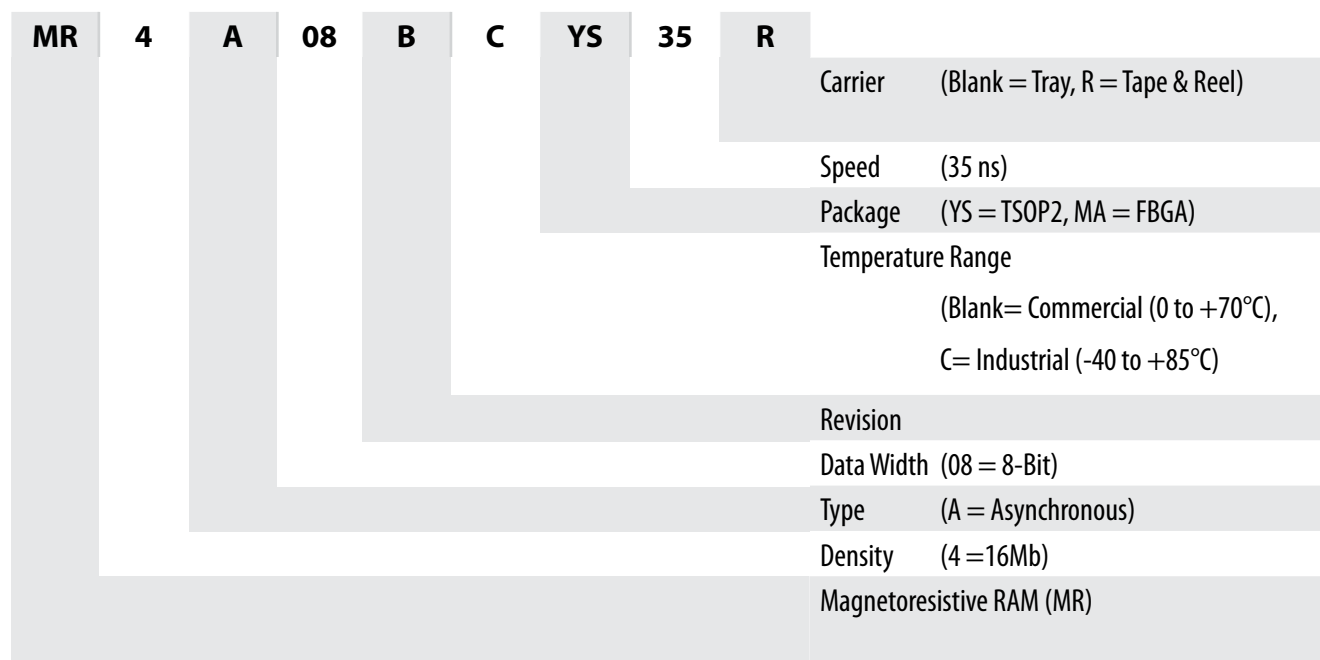 MR 4 A 08 B C YS 35 R
Carrier (Blank = Tray, R = Tape & Reel)
Speed (35 ns)
Package (YS = TSOP2, MA = FBGA)
Temperature Range
(Blank= Commercial (0 to +70°C),
C= Industrial (-40 to +85°C)
Revision
Data Width (08 = 8-Bit)
Type (A = Asynchronous)
Density (4 =16Mb)
Magnetoresistive RAM (MR)